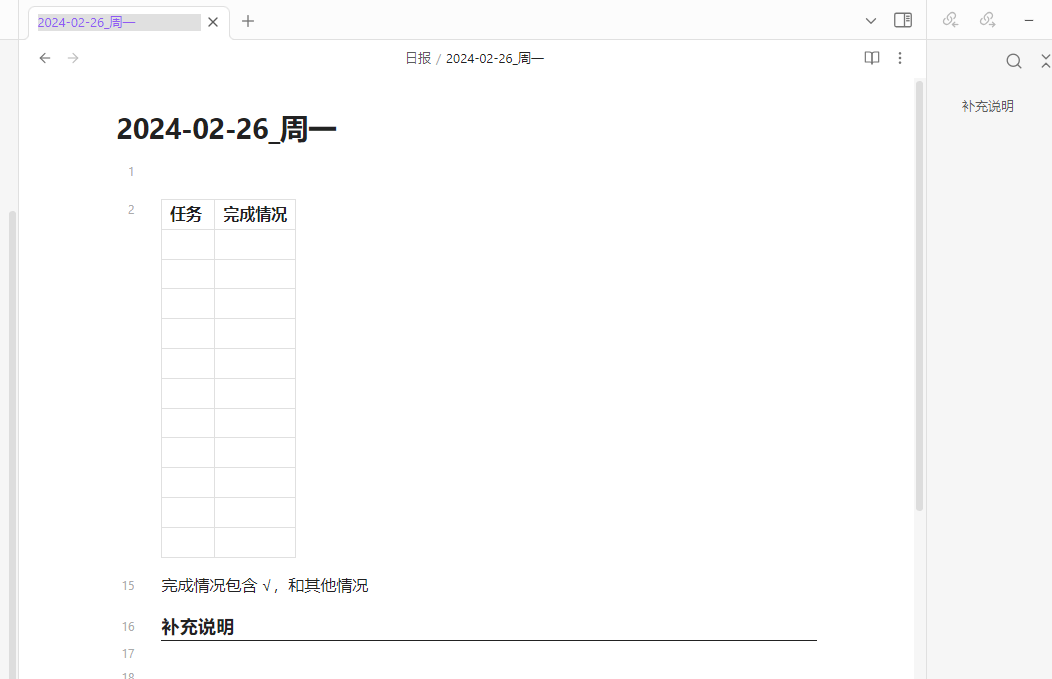 2024-02-26_周一
日报 / 2024-02-26_周一
补充说明
2024-02-26_周一
1
2
任务 完成情况
15 完成情况包含 √，和其他情况
16 补充说明
17
18